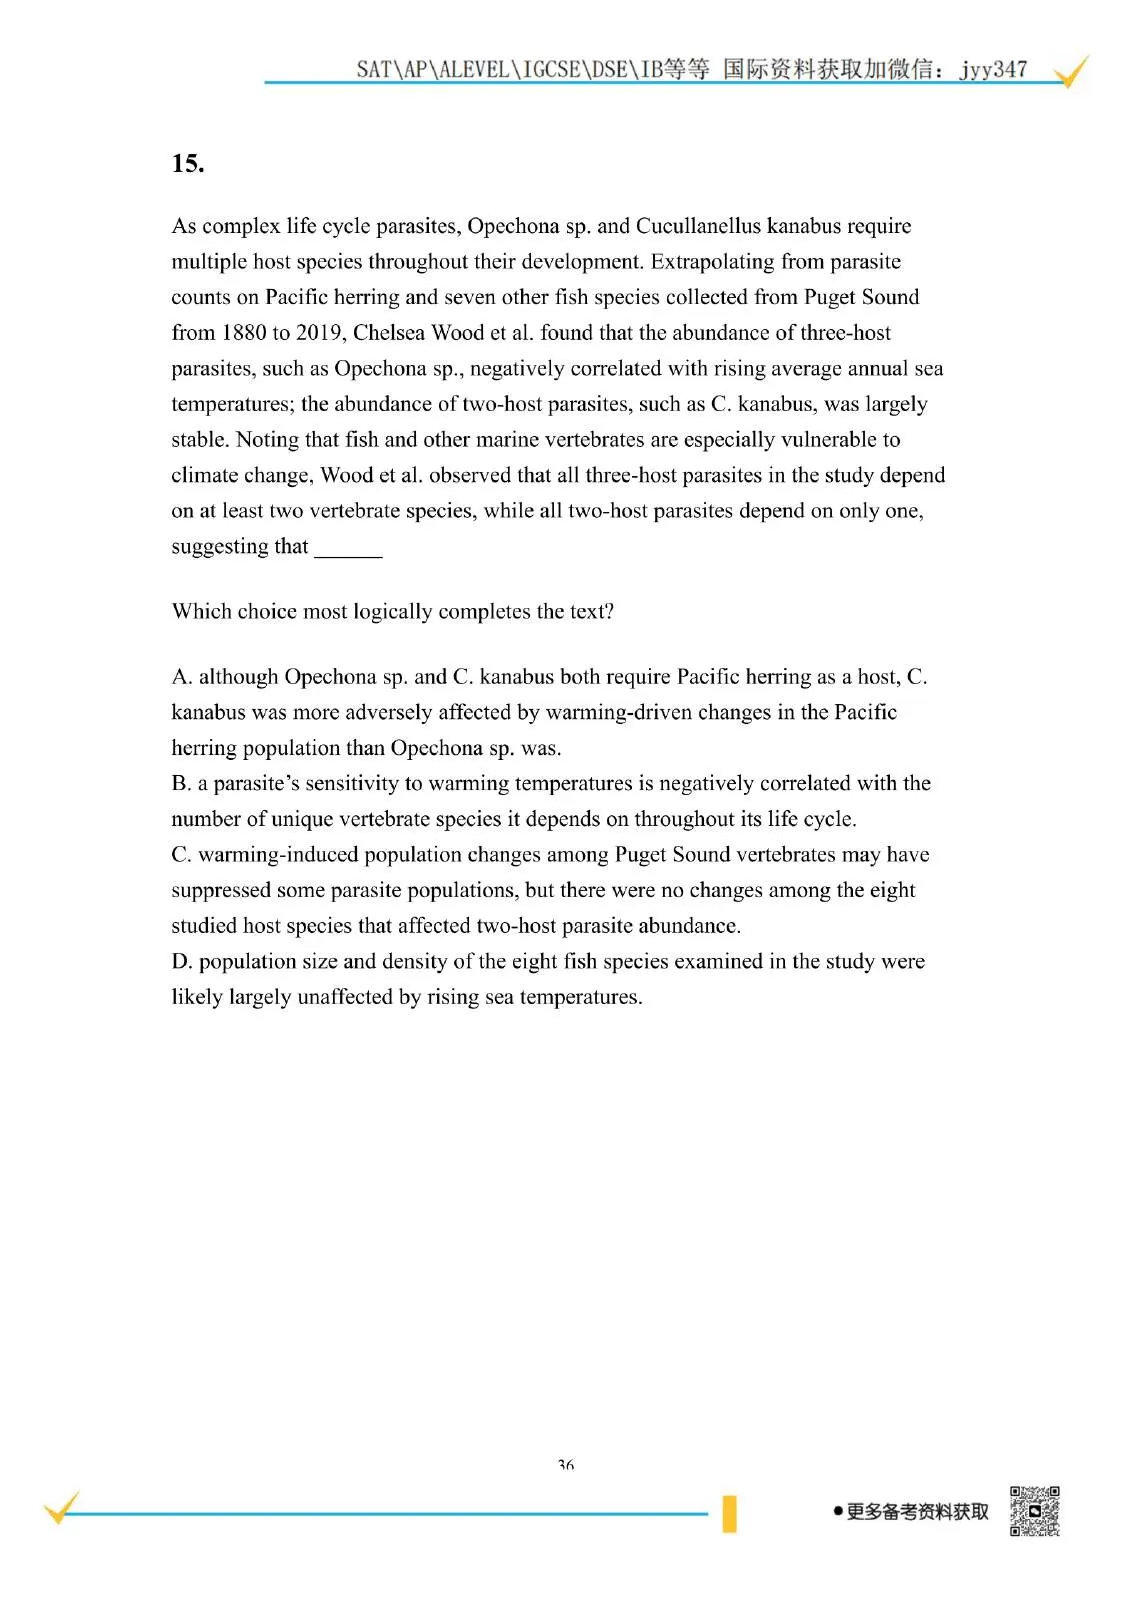 SAT\AP\ALEVEL\IGCSE\DSE\IB等等 国际资料获取加微信：jyy347
15.
As complex life cycle parasites, Opechona sp. and Cucullanellus kanabus require
multiple host species throughout their development. Extrapolating from parasite
counts on Pacific herring and seven other fish species collected from Puget Sound
from 1880 to 2019, Chelsea Wood et al. found that the abundance of three-host
parasites, such as Opechona sp., negatively correlated with rising average annual sea
temperatures; the abundance of two-host parasites, such as C. kanabus, was largely
stable. Noting that fish and other marine vertebrates are especially vulnerable to
climate change, Wood et al. observed that all three-host parasites in the study depend
on at least two vertebrate species, while all two-host parasites depend on only one,
suggesting that ______
Which choice most logically completes the text?
A. although Opechona sp. and C. kanabus both require Pacific herring as a host, C.
kanabus was more adversely affected by warming-driven changes in the Pacific
herring population than Opechona sp. was.
B. a parasite’s sensitivity to warming temperatures is negatively correlated with the
number of unique vertebrate species it depends on throughout its life cycle.
C. warming-induced population changes among Puget Sound vertebrates may have
suppressed some parasite populations, but there were no changes among the eight
studied host species that affected two-host parasite abundance.
D. population size and density of the eight fish species examined in the study were
likely largely unaffected by rising sea temperatures.
36
●更多备考资料获取